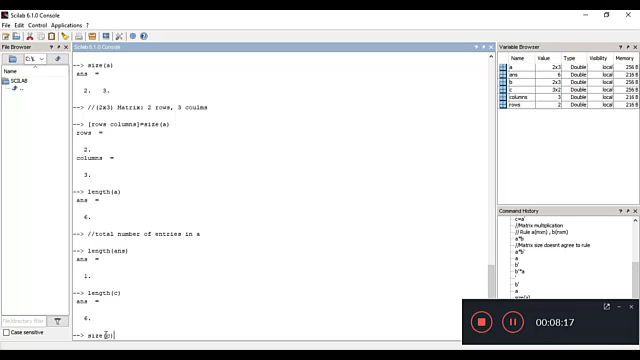 Scilab 6.1.0 Console
File Edit Control Applications ?
File Browser
Scilab 6.1.0 Console
Variable Browser
C:\
Name
SCILAB
..
Case sensitive
--> size(a)
ans  =
2.   3.
--> //(2x3) Matrix: 2 rows, 3 coulms
--> [rows columns]=size(a)
rows  =
2.
columns  =
3.
--> length(a)
ans  =
6.
--> //total number of entries in a
--> length(ans)
ans  =
1.
--> length(c)
ans  =
6.
--> size(c)
Name Value Type Visibility Memory
a 2x3 Double local 256 B
ans 6 Double local 216 B
b 2x3 Double local 256 B
c 3x2 Double local 256 B
columns 3 Double local 216 B
rows 2 Double local 216 B
Command History
c=a'
//Matrix multiplication
// Rule a(mxn) , b(nxm)
a*b
//Matrix size doesnt agree to rule
a*b'
a
b'
b'*a
'
b'
a
size(a)
00:08:17